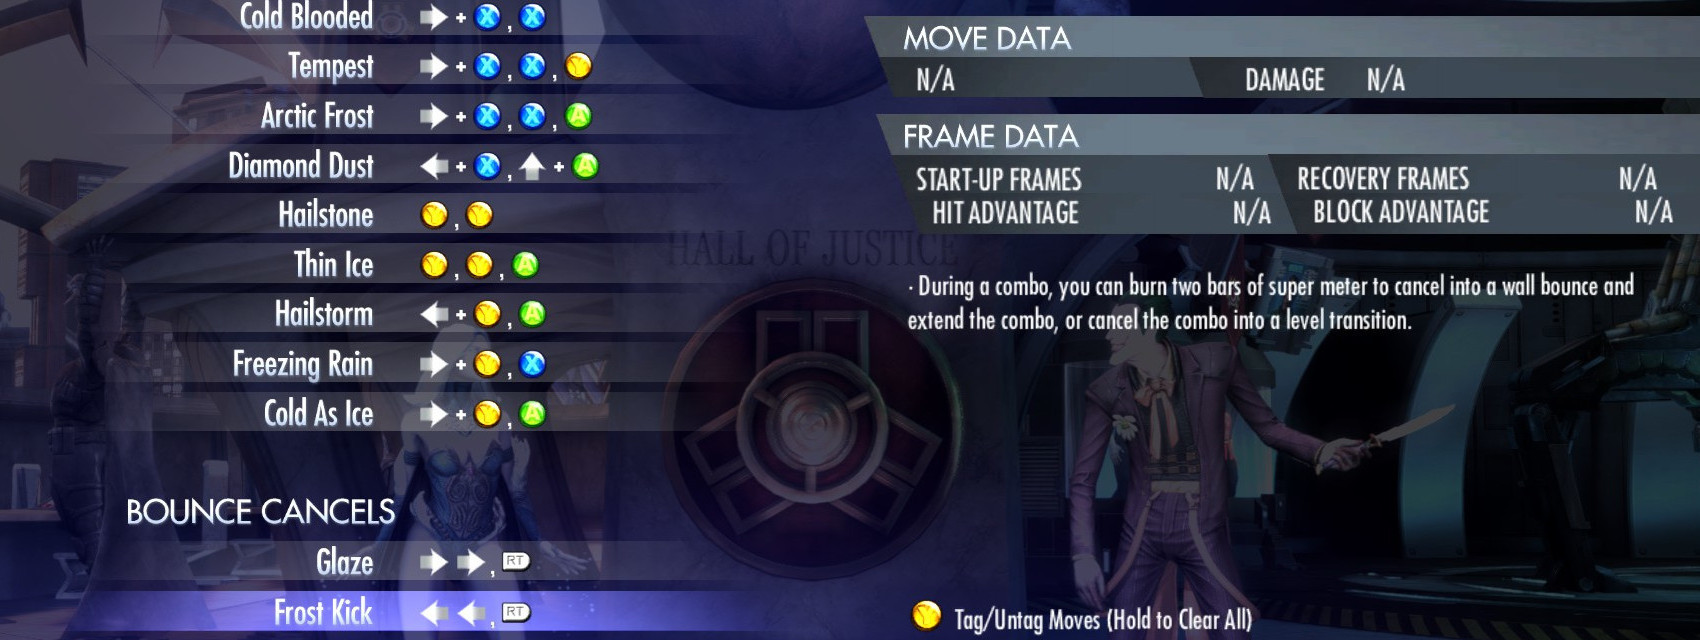 Cold Blooded + X , X
Tempest + X , X , Y
Arctic Frost + X , X , A
Diamond Dust + X , + A
Hailstone Y , Y
Thin Ice Y , Y , A
Hailstorm + Y , A
Freezing Rain + Y , X
Cold As Ice + Y , A
BOUNCE CANCELS
Glaze , RT
Frost Kick , RT
MOVE DATA
N/A DAMAGE N/A
FRAME DATA
START-UP FRAMES N/A RECOVERY FRAMES N/A
HIT ADVANTAGE N/A BLOCK ADVANTAGE N/A
HALL OF JUSTICE
· During a combo, you can burn two bars of super meter to cancel into a wall bounce and
extend the combo, or cancel the combo into a level transition.
Y Tag/Untag Moves (Hold to Clear All)